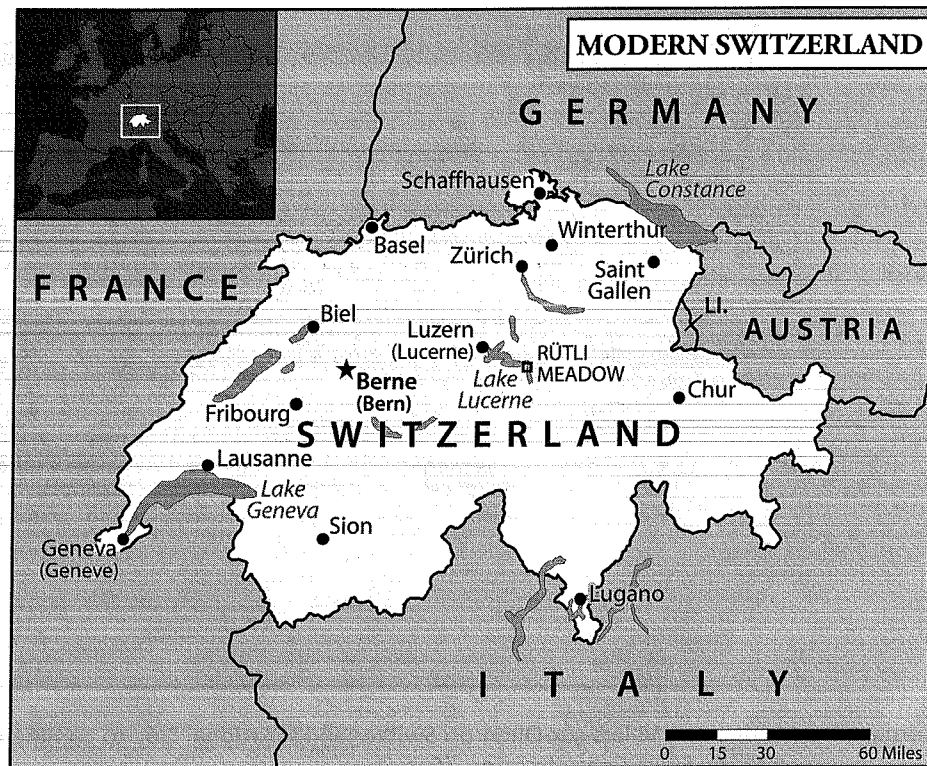 MODERN SWITZERLAND
GERMANY
Lake
Constance
Schaffhausen
Basel
Winterthur
Zürich
Saint
Gallen
FRANCE
LI.
AUSTRIA
Biel
Luzern
(Lucerne)
RÜTLI
MEADOW
Lake
Lucerne
Berne
(Bern)
Chur
Fribourg
SWITZERLAND
Lausanne
Lake
Geneva
Sion
Geneva
(Geneve)
Lugano
ITALY
0 15 30 60 Miles